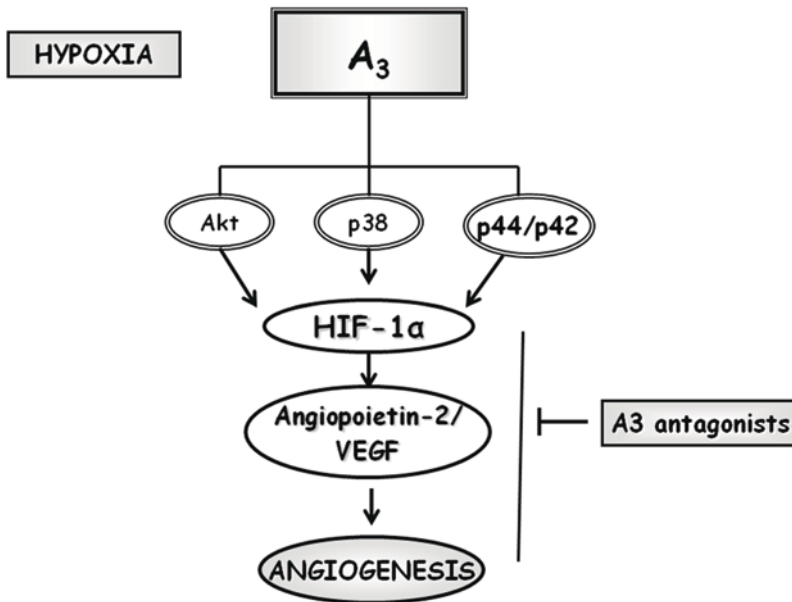 HYPOXIA
A3
Akt
p38
p44/p42
HIF-1α
Angiopoietin-2/
VEGF
A3 antagonists
ANGIOGENESIS